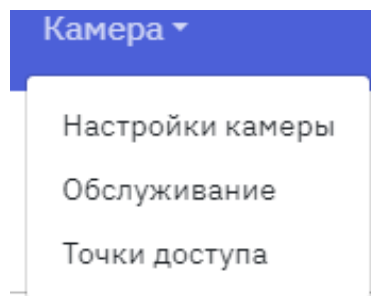 Камера
Настройки камеры
Обслуживание
Точки доступа